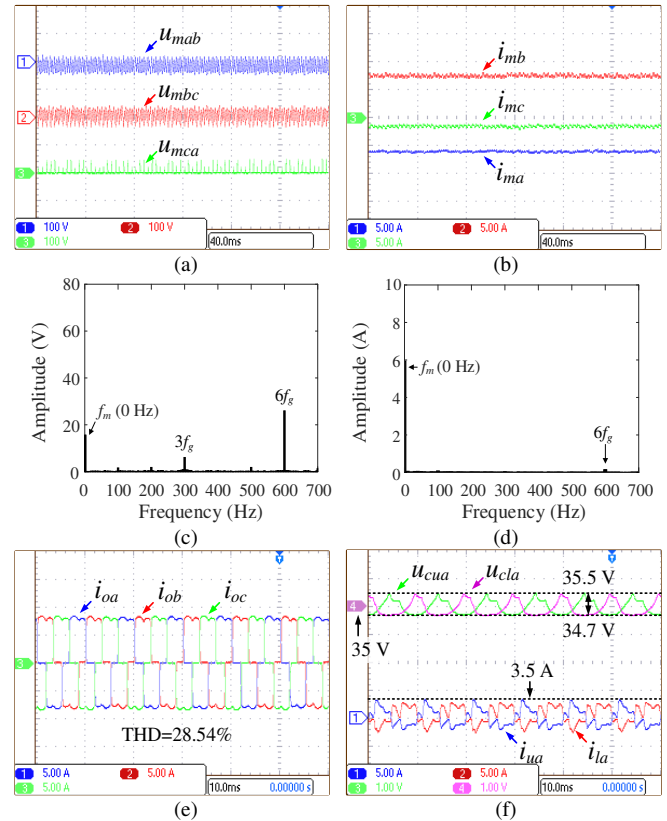 1
u_mab
2
u_mbc
u_mca
3
1 100 V 2 100 V
3 100 V
40.0ms
(a)
i_mb
3
i_mc
i_ma
1 5.00 A 2 5.00 A
3 5.00 A
40.0ms
(b)
80
60
40
20
0
Amplitude (V)
f_m (0 Hz)
3f_g
6f_g
0 100 200 300 400 500 600 700
Frequency (Hz)
(c)
10
8
6
4
2
0
Amplitude (A)
f_m (0 Hz)
6f_g
0 100 200 300 400 500 600 700
Frequency (Hz)
(d)
i_oa i_ob i_oc
3
THD=28.54%
1 5.00 A 2 5.00 A
3 5.00 A
10.0ms 0.00000 s
(e)
u_cua u_cla
35.5 V
4
34.7 V
35 V
3.5 A
1
i_ua i_la
1 5.00 A 2 5.00 A
3 1.00 V 4 1.00 V
10.0ms 0.00000 s
(f)